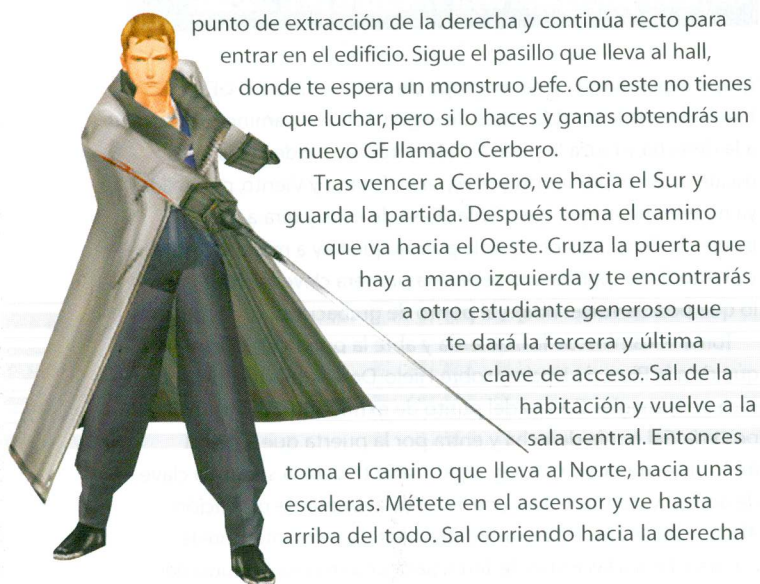 punto de extracción de la derecha y continúa recto para
entrar en el edificio. Sigue el pasillo que lleva al hall,
donde te espera un monstruo Jefe. Con este no tienes
que luchar, pero si lo haces y ganas obtendrás un
nuevo GF llamado Cerbero.
Tras vencer a Cerbero, ve hacia el Sur y
guarda la partida. Después toma el camino
que va hacia el Oeste. Cruza la puerta que
hay a mano izquierda y te encontrarás
a otro estudiante generoso que
te dará la tercera y última
clave de acceso. Sal de la
habitación y vuelve a la
sala central. Entonces
toma el camino que lleva al Norte, hacia unas
escaleras. Métete en el ascensor y ve hasta
arriba del todo. Sal corriendo hacia la derecha